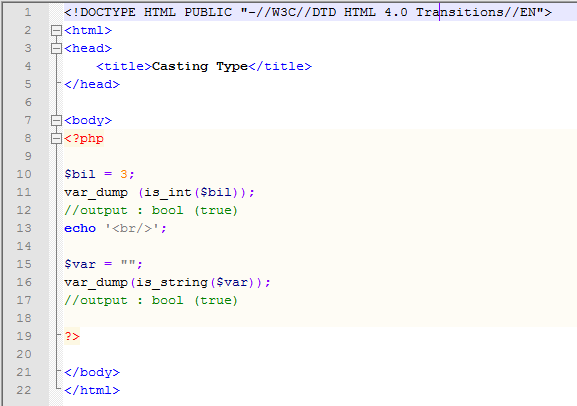 1 <!DOCTYPE HTML PUBLIC "-//W3C//DTD HTML 4.0 Transitions//EN">
2 <html>
3 <head>
4 <title>Casting Type</title>
5 </head>
6
7 <body>
8 <?php
9
10 $bil = 3;
11 var_dump (is_int($bil));
12 //output : bool (true)
13 echo '<br/>';
14
15 $var = "";
16 var_dump(is_string($var));
17 //output : bool (true)
18
19 ?>
20
21 </body>
22 </html>